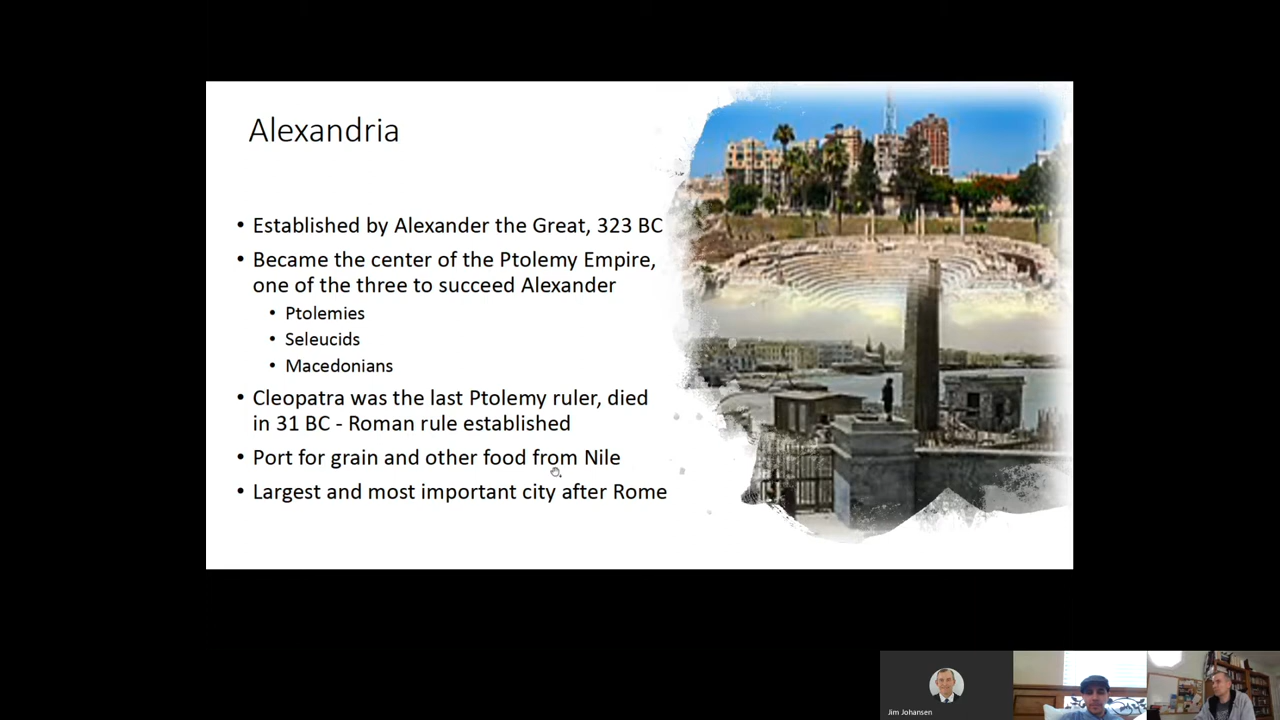 Alexandria
• Established by Alexander the Great, 323 BC
• Became the center of the Ptolemy Empire,
one of the three to succeed Alexander
• Ptolemies
• Seleucids
• Macedonians
• Cleopatra was the last Ptolemy ruler, died
in 31 BC - Roman rule established
• Port for grain and other food from Nile
• Largest and most important city after Rome
Jim Johansen